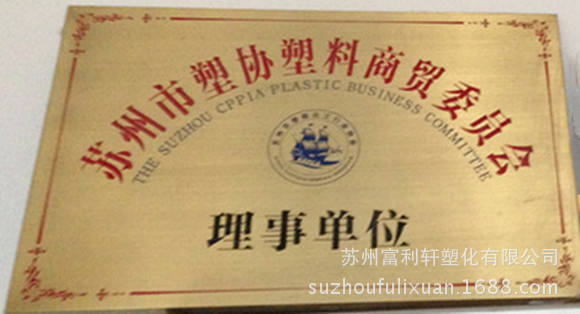 苏州市塑协塑料商贸委员会
THE SUZHOU CPPIA PLASTIC BUSINESS COMMITTEE
理事单位
苏州富利轩塑化有限公司
suzhoufulixuan.1688.com